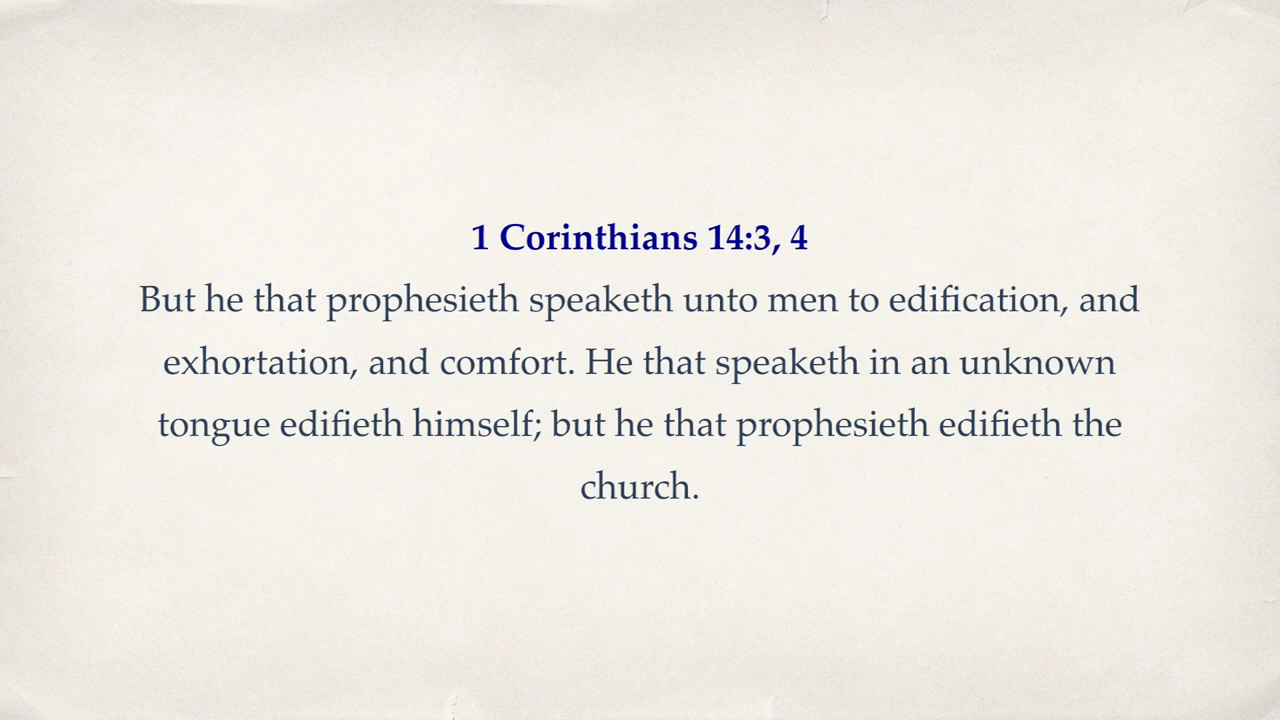 1 Corinthians 14:3, 4
But he that prophesieth speaketh unto men to edification, and
exhortation, and comfort. He that speaketh in an unknown
tongue edifieth himself; but he that prophesieth edifieth the
church.